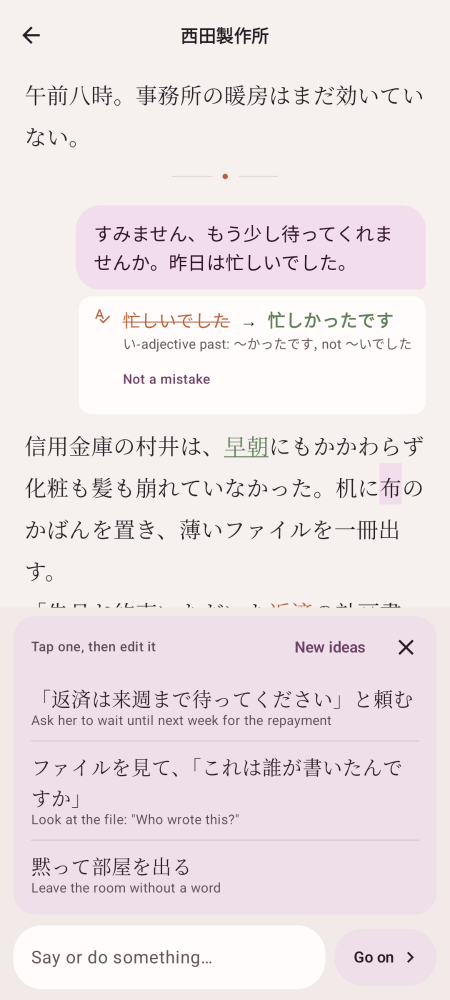 西田製作所
午前八時。事務所の暖房はまだ効いてい
ない。
すみません、もう少し待ってくれま
せんか。昨日は忙しいでした。
忙しいでした → 忙しかったです
い-adjective past: 〜かったです, not 〜いでした
Not a mistake
信用金庫の村井は、早朝にもかかわらず
化粧も髪も崩れていなかった。机に布の
かばんを置き、薄いファイルを一冊出
す。
Tap one, then edit it
New ideas
「返済は来週まで待ってください」と頼む
Ask her to wait until next week for the repayment
ファイルを見て、「これは誰が書いたんで
すか」
Look at the file: "Who wrote this?"
黙って部屋を出る
Leave the room without a word
Say or do something…
Go on